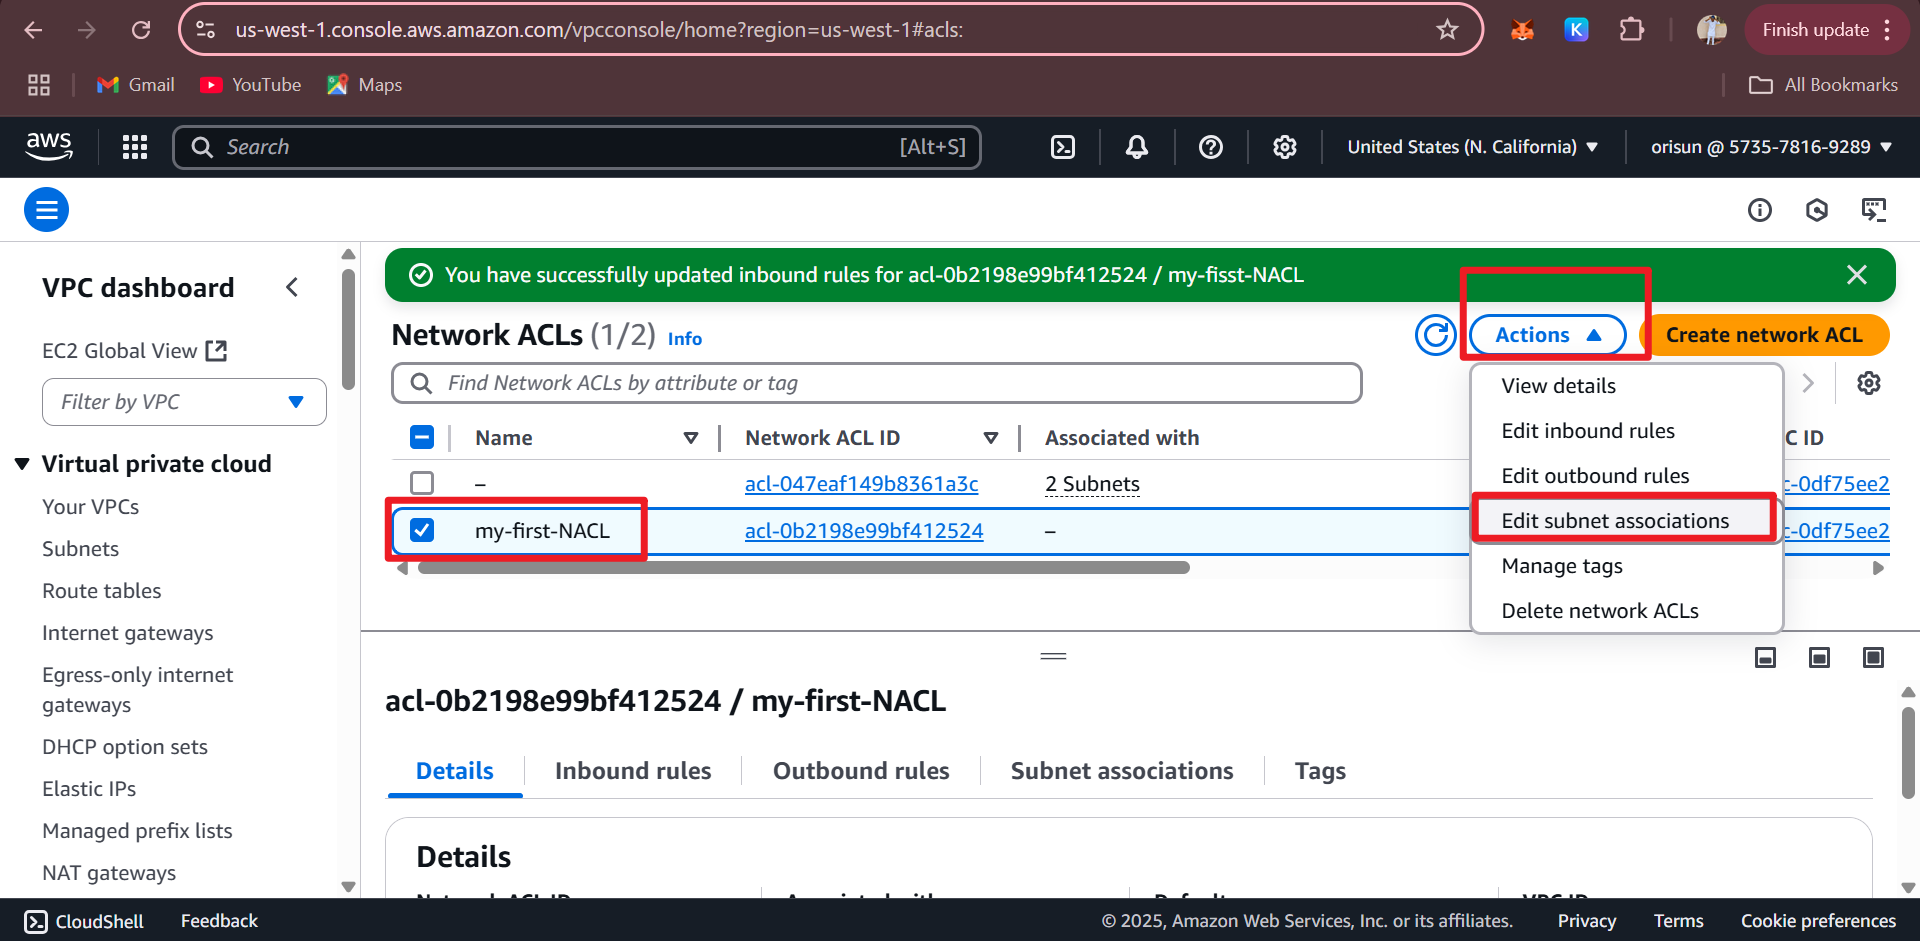 us-west-1.console.aws.amazon.com/vpcconsole/home?region=us-west-1#acls:
K
Finish update
Gmail
YouTube
Maps
All Bookmarks
aws
Search
[Alt+S]
United States (N. California)
orisun @ 5735-7816-9289
VPC dashboard
EC2 Global View
Filter by VPC
Virtual private cloud
Your VPCs
Subnets
Route tables
Internet gateways
Egress-only internet
gateways
DHCP option sets
Elastic IPs
Managed prefix lists
NAT gateways
You have successfully updated inbound rules for acl-0b2198e99bf412524 / my-fisst-NACL
Network ACLs (1/2) Info
Actions
Create network ACL
Find Network ACLs by attribute or tag
View details
Edit inbound rules
Edit outbound rules
Edit subnet associations
Manage tags
Delete network ACLs
Name
Network ACL ID
Associated with
C ID
–
acl-047eaf149b8361a3c
2 Subnets
c-0df75ee2
my-first-NACL
acl-0b2198e99bf412524
–
c-0df75ee2
acl-0b2198e99bf412524 / my-first-NACL
Details
Inbound rules
Outbound rules
Subnet associations
Tags
Details
CloudShell
Feedback
© 2025, Amazon Web Services, Inc. or its affiliates.
Privacy
Terms
Cookie preferences